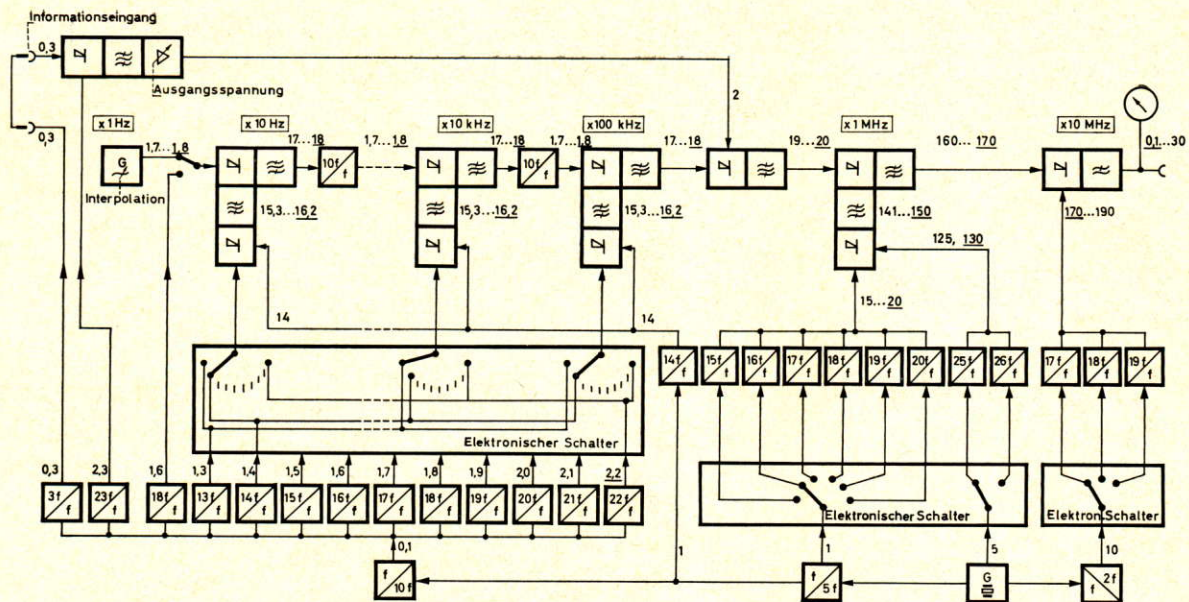 Informationseingang
0,3
Ausgangsspannung
0,3
2
x 1 Hz
x 10 Hz
x 10 kHz
x 100 kHz
x 1 MHz
x 10 MHz
1,7...1,8
17...18
1,7...1,8
17...18
1,7...1,8
17...18
19...20
160...170
0,1...30
G
10f/f
10f/f
Interpolation
15,3...16,2
15,3...16,2
15,3...16,2
141...150
170...190
125, 130
15...20
14
14
14f/f
15f/f
16f/f
17f/f
18f/f
19f/f
20f/f
25f/f
26f/f
17f/f
18f/f
19f/f
Elektronischer Schalter
0,3
2,3
1,6
1,3
1,4
1,5
1,6
1,7
1,8
1,9
2,0
2,1
2,2
3f/f
23f/f
18f/f
13f/f
14f/f
15f/f
16f/f
17f/f
18f/f
19f/f
20f/f
21f/f
22f/f
Elektronischer Schalter
Elektron. Schalter
0,1
1
1
5
10
f/10f
f/5f
G
f/2f